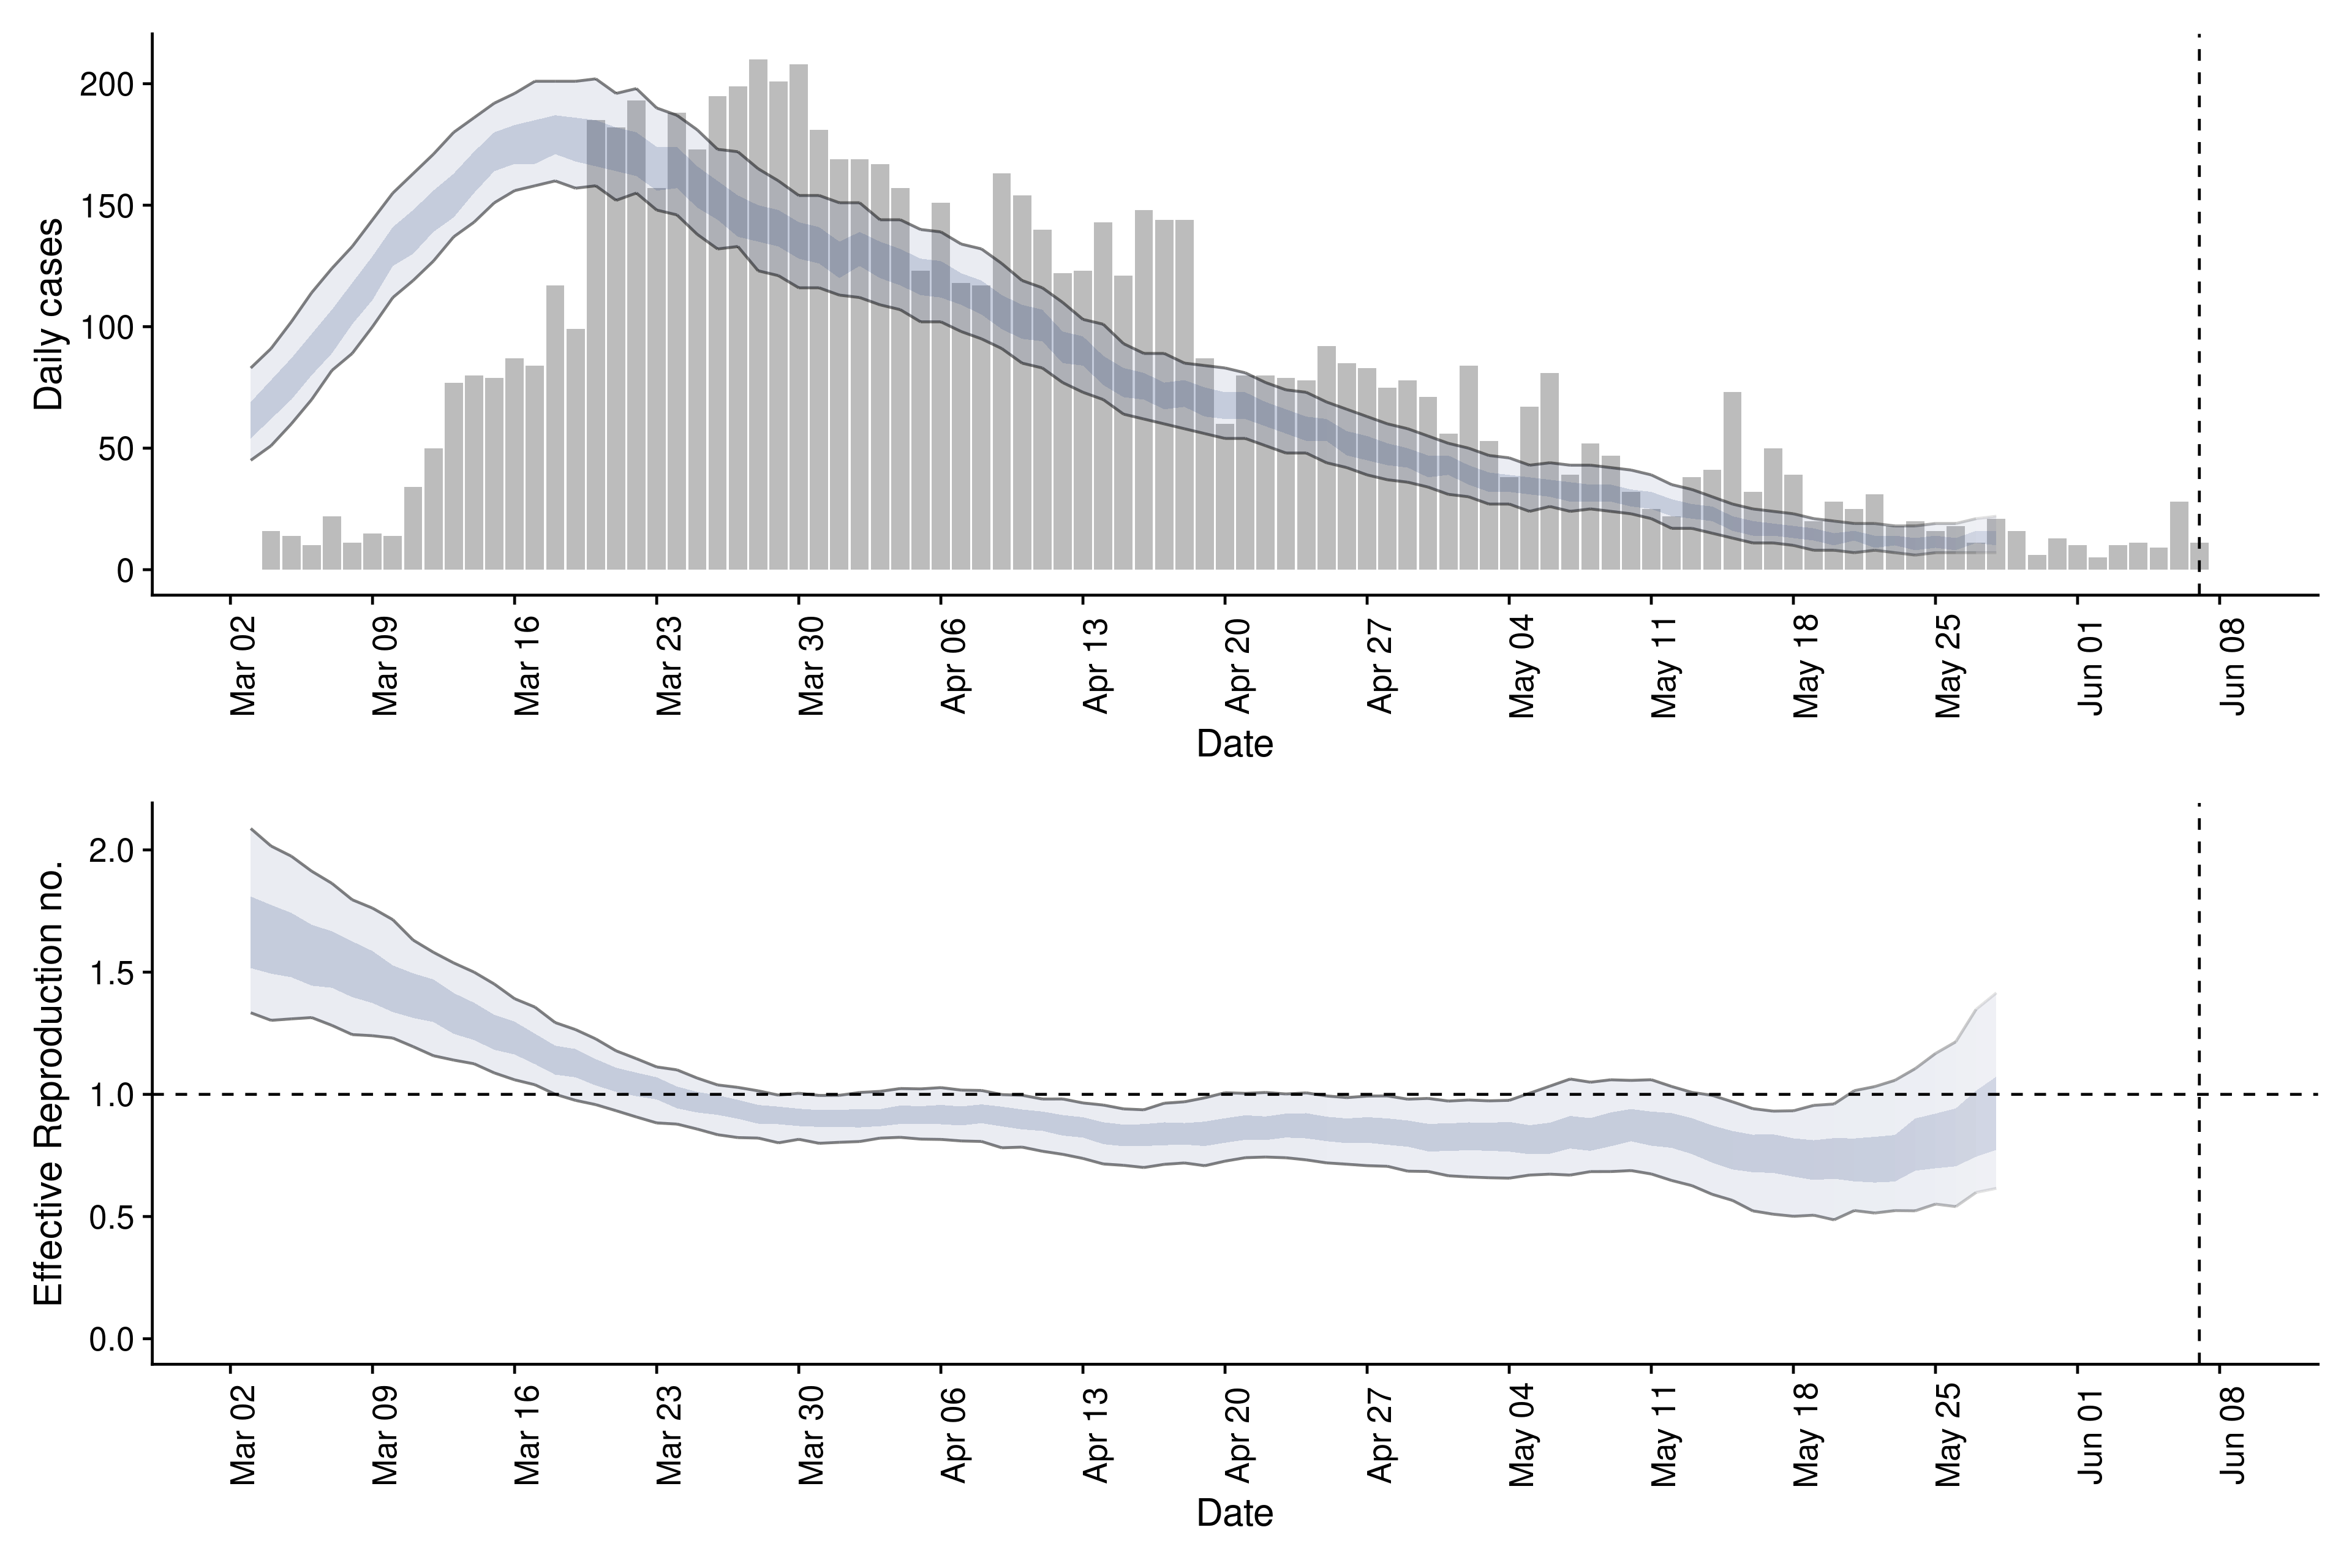 Daily cases
200
150
100
50
0
Mar 02
Mar 09
Mar 16
Mar 23
Mar 30
Apr 06
Apr 13
Apr 20
Apr 27
May 04
May 11
May 18
May 25
Jun 01
Jun 08
Date
Effective Reproduction no.
2.0
1.5
1.0
0.5
0.0
Mar 02
Mar 09
Mar 16
Mar 23
Mar 30
Apr 06
Apr 13
Apr 20
Apr 27
May 04
May 11
May 18
May 25
Jun 01
Jun 08
Date